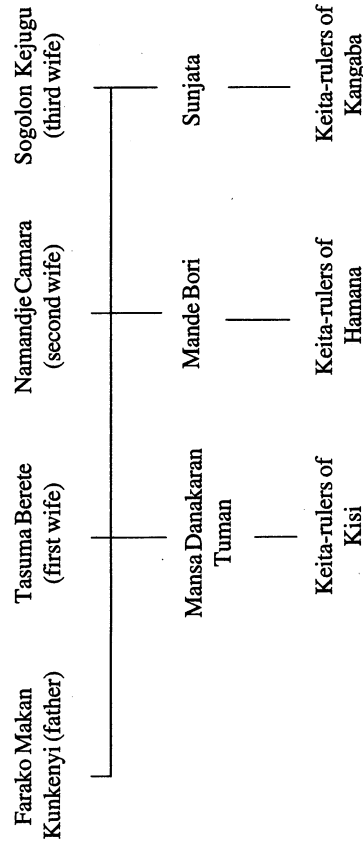 Farako Makan
Kunkenyi (father)
Tasuma Berete
(first wife)
Namandje Camara
(second wife)
Sogolon Kejugu
(third wife)
Mansa Danakaran
Tuman
Mande Bori
Sunjata
Keita-rulers of
Kisi
Keita-rulers of
Hamana
Keita-rulers of
Kangaba